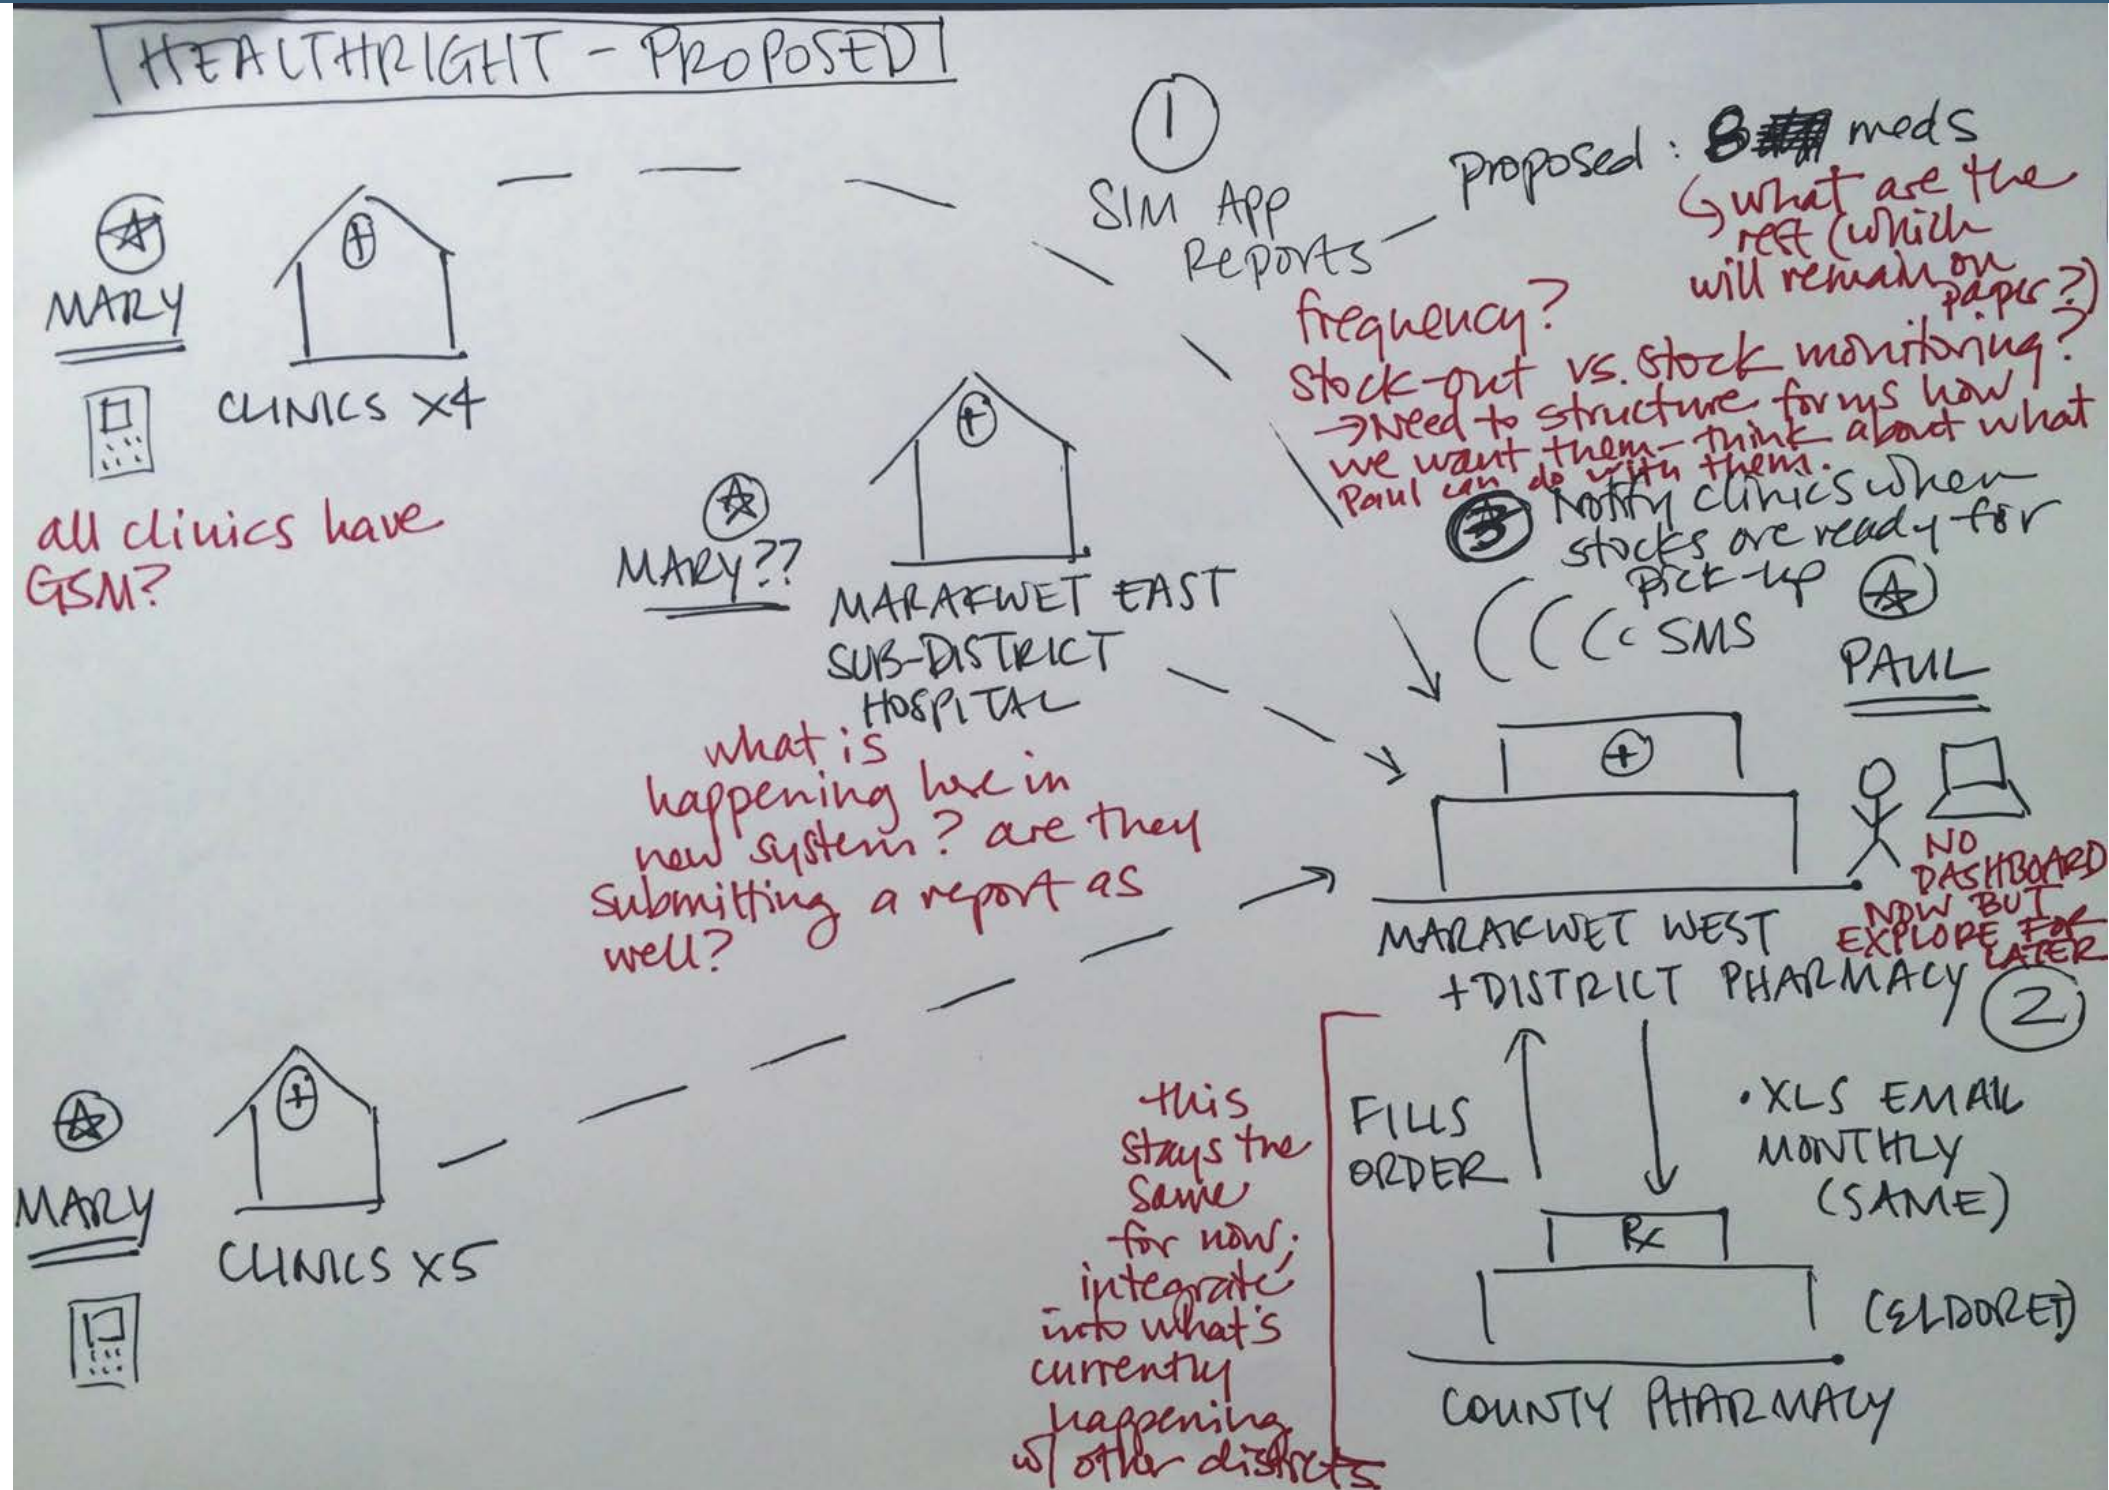 HEALTHRIGHT - PROPOSED
1
SIM APP
Reports
proposed: 8 meds
what are the
rest (which
will remain on
paper?)
frequency?
Stock-out vs. stock monitoring?
→ Need to structure forms how
we want them - think about what
Paul can do with them.
MARY
CLINICS X4
all clinics have
GSM?
MARY??
MARAKWET EAST
SUB-DISTRICT
HOSPITAL
what is
happening here in
new system? are they
submitting a report as
well?
3
Notify clinics when
stocks are ready for
pick-up
SMS
PAUL
NO
DASHBOARD
NOW BUT
EXPLORE FOR
LATER
MARAKWET WEST
+ DISTRICT PHARMACY
2
MARY
CLINICS X5
this
stays the
same
for now;
integrate
into what's
currently
happening
w/ other districts
FILLS
ORDER
• XLS EMAIL
MONTHLY
(SAME)
Rx
(ELDORET)
COUNTY PHARMACY